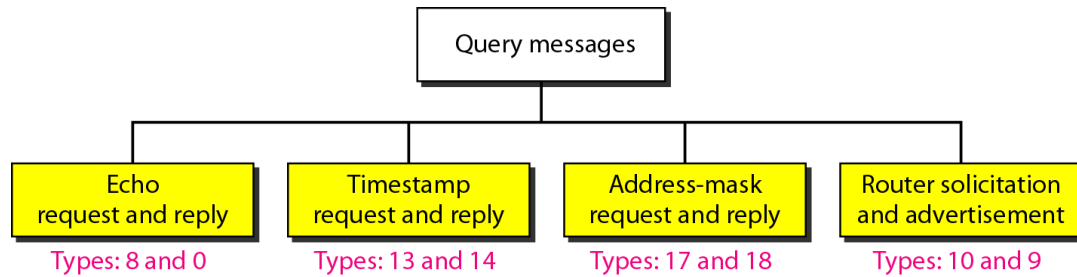 Query messages
Echo
request and reply
Types: 8 and 0
Timestamp
request and reply
Types: 13 and 14
Address-mask
request and reply
Types: 17 and 18
Router solicitation
and advertisement
Types: 10 and 9